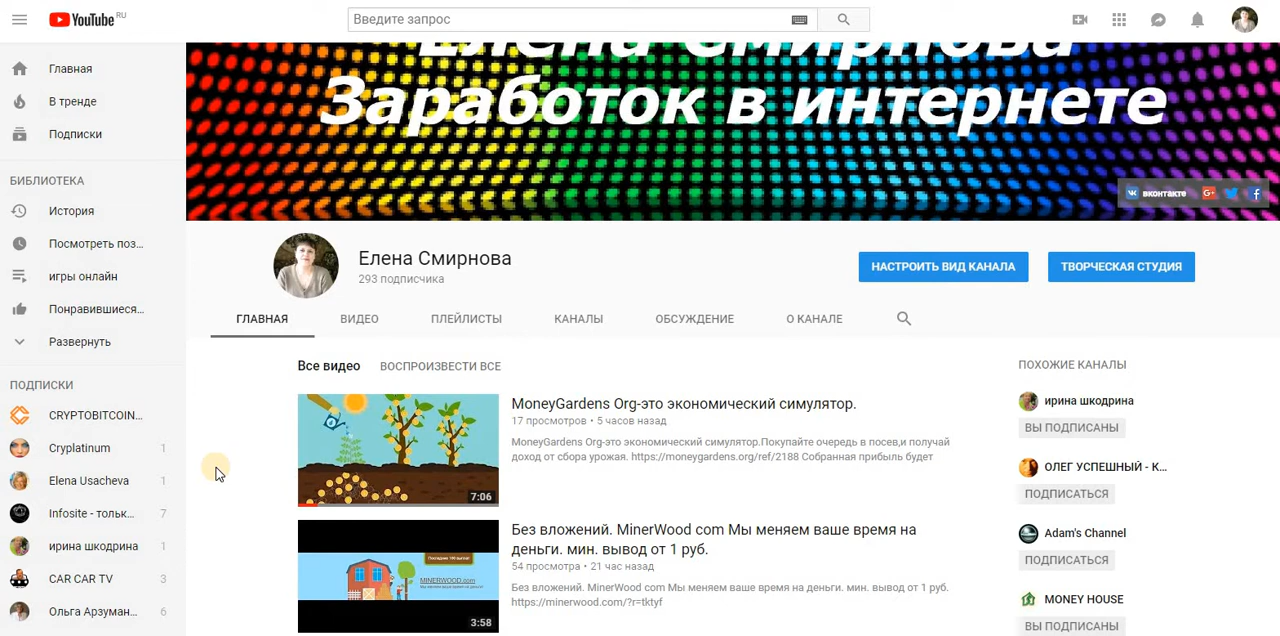 YouTube RU
Введите запрос
Главная
В тренде
Подписки
БИБЛИОТЕКА
История
Посмотреть поз...
игры онлайн
Понравившиеся...
Развернуть
ПОДПИСКИ
CRYPTOBITCOIN...
Cryplatinum 1
Elena Usacheva 1
Infosite - тольк... 7
ирина шкодрина 1
CAR CAR TV 3
Ольга Арзуман... 6
Елена Смирнова
Заработок в интернете
вконтакте
Елена Смирнова
293 подписчика
НАСТРОИТЬ ВИД КАНАЛА
ТВОРЧЕСКАЯ СТУДИЯ
ГЛАВНАЯ ВИДЕО ПЛЕЙЛИСТЫ КАНАЛЫ ОБСУЖДЕНИЕ О КАНАЛЕ
Все видео ВОСПРОИЗВЕСТИ ВСЕ
7:06
MoneyGardens Org-это экономический симулятор.
17 просмотров • 5 часов назад
MoneyGardens Org-это экономический симулятор.Покупайте очередь в посев,и получай
доход от сбора урожая. https://moneygardens.org/ref/2188 Собранная прибыль будет
MINERWOOD.com
3:58
Без вложений. MinerWood com Мы меняем ваше время на
деньги. мин. вывод от 1 руб.
54 просмотра • 21 час назад
Без вложений. MinerWood com Мы меняем ваше время на деньги. мин. вывод от 1 руб.
https://minerwood.com/?r=tktyf
ПОХОЖИЕ КАНАЛЫ
ирина шкодрина
ВЫ ПОДПИСАНЫ
ОЛЕГ УСПЕШНЫЙ - К...
ПОДПИСАТЬСЯ
Adam's Channel
ПОДПИСАТЬСЯ
MONEY HOUSE
ВЫ ПОДПИСАНЫ